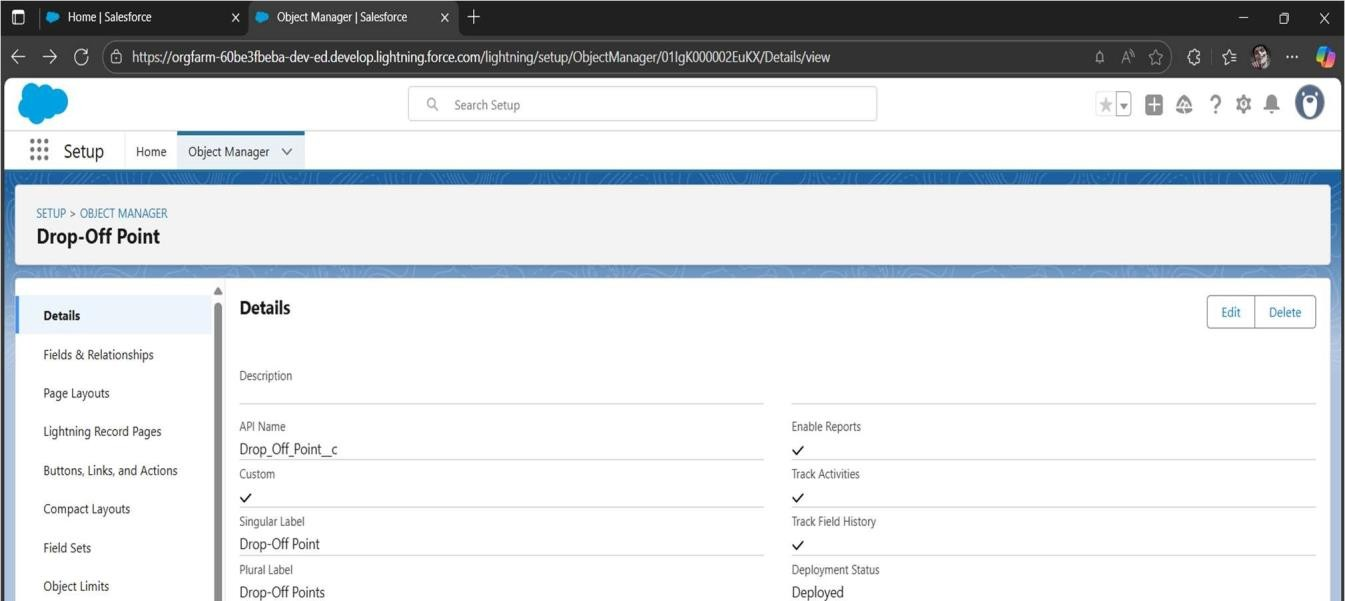 Home | Salesforce
Object Manager | Salesforce
https://orgfarm-60be3fbeba-dev-ed.develop.lightning.force.com/lightning/setup/ObjectManager/01IgK000002EuKX/Details/view
Search Setup
Setup
Home
Object Manager
SETUP > OBJECT MANAGER
Drop-Off Point
Details
Fields & Relationships
Page Layouts
Lightning Record Pages
Buttons, Links, and Actions
Compact Layouts
Field Sets
Object Limits
Details
Edit
Delete
Description
API Name
Drop_Off_Point__c
Custom
Singular Label
Drop-Off Point
Plural Label
Drop-Off Points
Enable Reports
Track Activities
Track Field History
Deployment Status
Deployed